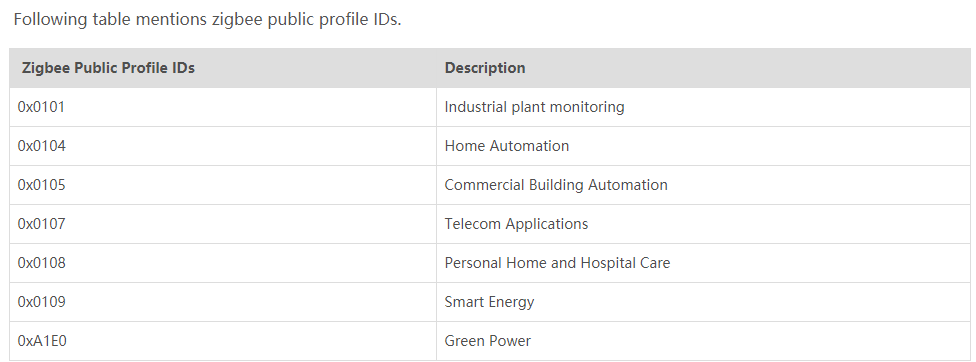 Following table mentions zigbee public profile IDs.
Zigbee Public Profile IDs Description
0x0101 Industrial plant monitoring
0x0104 Home Automation
0x0105 Commercial Building Automation
0x0107 Telecom Applications
0x0108 Personal Home and Hospital Care
0x0109 Smart Energy
0xA1E0 Green Power